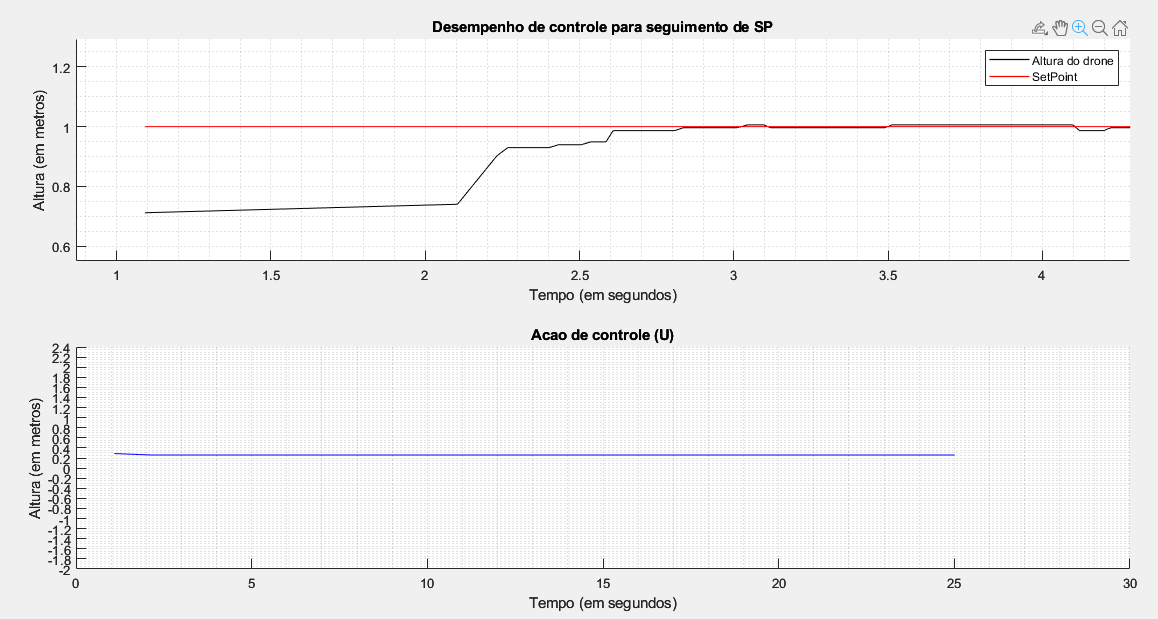 Desempenho de controle para seguimento de SP
Altura do drone
SetPoint
Altura (em metros)
1.2
1
0.8
0.6
1 1.5 2 2.5 3 3.5 4
Tempo (em segundos)
Acao de controle (U)
Altura (em metros)
2.4
2.2
2
1.8
1.6
1.4
1.2
1
0.8
0.6
0.4
0.2
0
-0.2
-0.4
-0.6
-0.8
-1
-1.2
-1.4
-1.6
-1.8
-2
0 5 10 15 20 25 30
Tempo (em segundos)